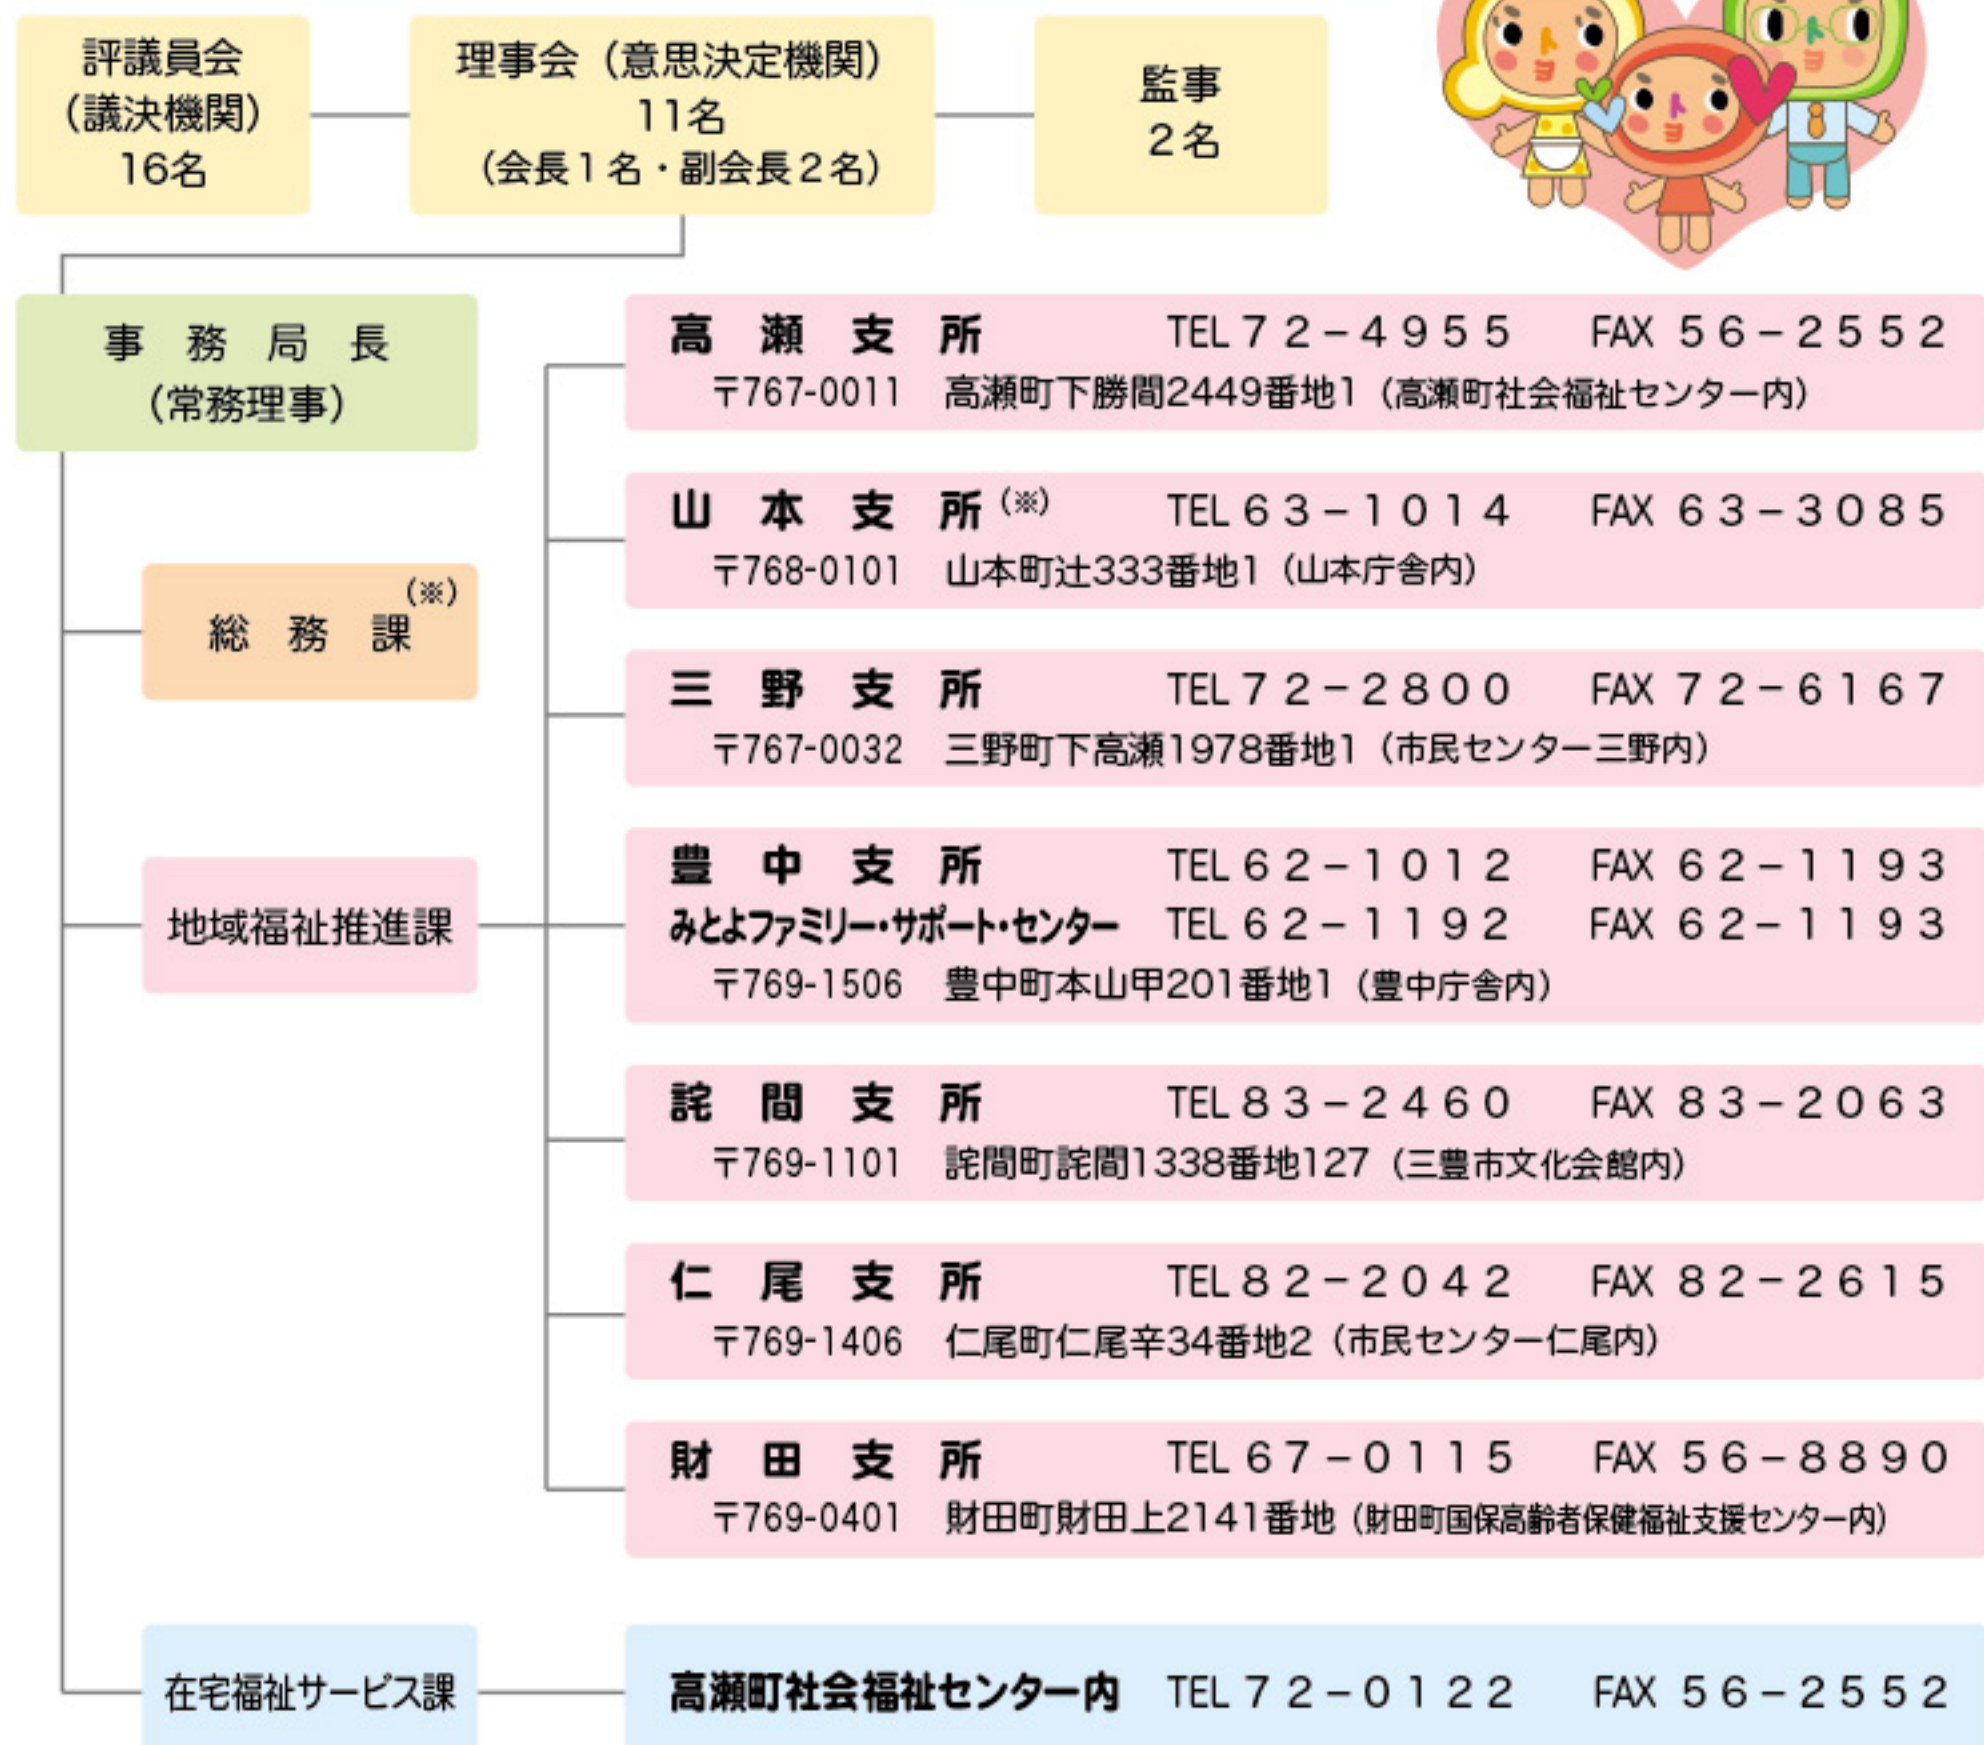 評議員会
（議決機関）
16名
理事会（意思決定機関）
11名
（会長１名・副会長２名）
監事
２名
ト
ヨ
ト
ヨ
ト
ヨ
事　務　局　長
（常務理事）
高　瀬　支　所　TEL７２－４９５５　FAX ５６－２５５２
〒767-0011　高瀬町下勝間2449番地1（高瀬町社会福祉センター内）
山　本　支　所（※）　TEL６３－１０１４　FAX ６３－３０８５
〒768-0101　山本町辻333番地1（山本庁舎内）
総　務　課（※）
三　野　支　所　TEL７２－２８００　FAX ７２－６１６７
〒767-0032　三野町下高瀬1978番地1（市民センター三野内）
地域福祉推進課
豊　中　支　所　TEL６２－１０１２　FAX ６２－１１９３
みとよファミリー・サポート・センター　TEL６２－１１９２　FAX ６２－１１９３
〒769-1506　豊中町本山甲201番地1（豊中庁舎内）
詫　間　支　所　TEL８３－２４６０　FAX ８３－２０６３
〒769-1101　詫間町詫間1338番地127（三豊市文化会館内）
仁　尾　支　所　TEL８２－２０４２　FAX ８２－２６１５
〒769-1406　仁尾町仁尾辛34番地2（市民センター仁尾内）
財　田　支　所　TEL６７－０１１５　FAX ５６－８８９０
〒769-0401　財田町財田上2141番地（財田町国保高齢者保健福祉支援センター内）
在宅福祉サービス課
高瀬町社会福祉センター内　TEL７２－０１２２　FAX ５６－２５５２